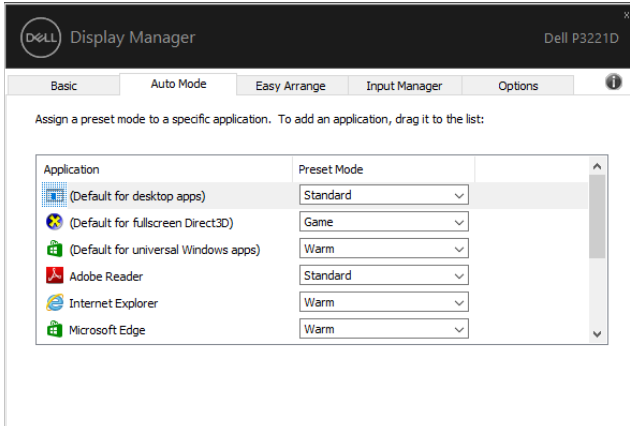 DELL Display Manager Dell P3221D
Basic Auto Mode Easy Arrange Input Manager Options
Assign a preset mode to a specific application. To add an application, drag it to the list:
Application Preset Mode
(Default for desktop apps) Standard
(Default for fullscreen Direct3D) Game
(Default for universal Windows apps) Warm
Adobe Reader Standard
Internet Explorer Warm
Microsoft Edge Warm